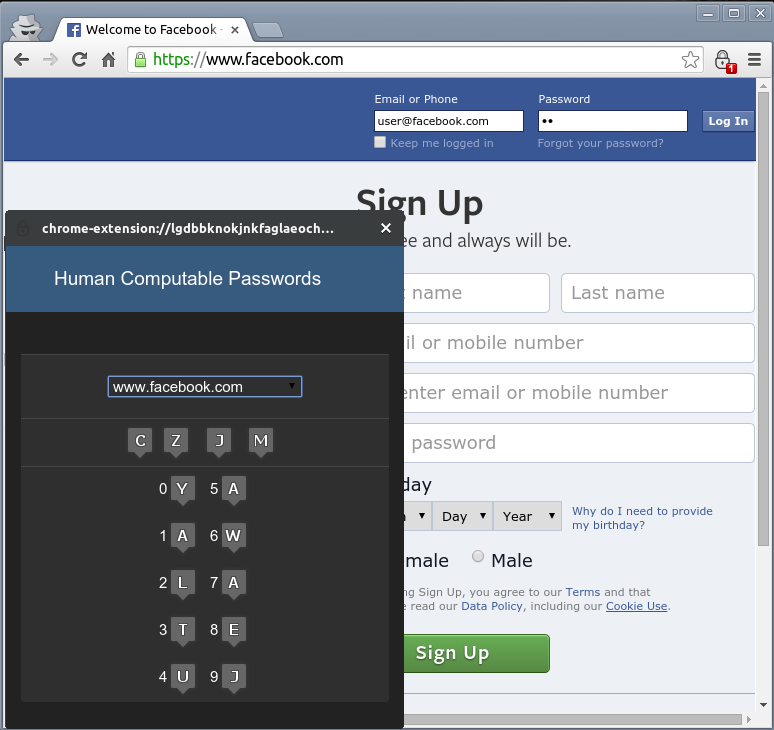 Welcome to Facebook -
https://www.facebook.com
1
Email or Phone
Password
user@facebook.com
Log In
Keep me logged in
Forgot your password?
Sign Up
ee and always will be.
name
Last name
il or mobile number
enter email or mobile number
password
day
Day
Year
Why do I need to provide
my birthday?
male
Male
ng Sign Up, you agree to our Terms and that
e read our Data Policy, including our Cookie Use.
Sign Up
chrome-extension://lgdbbknokjnkfaglaeoch...
Human Computable Passwords
www.facebook.com
C Z J M
0 Y 5 A
1 A 6 W
2 L 7 A
3 T 8 E
4 U 9 J